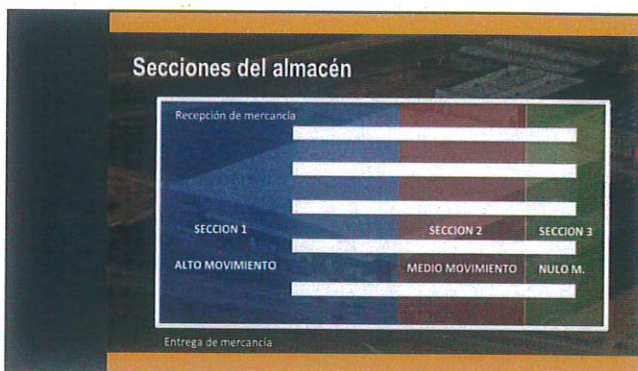 Secciones del almacén
Recepción de mercancía
SECCION 1
SECCION 2
SECCION 3
ALTO MOVIMIENTO
MEDIO MOVIMIENTO
NULO M.
Entrega de mercancía